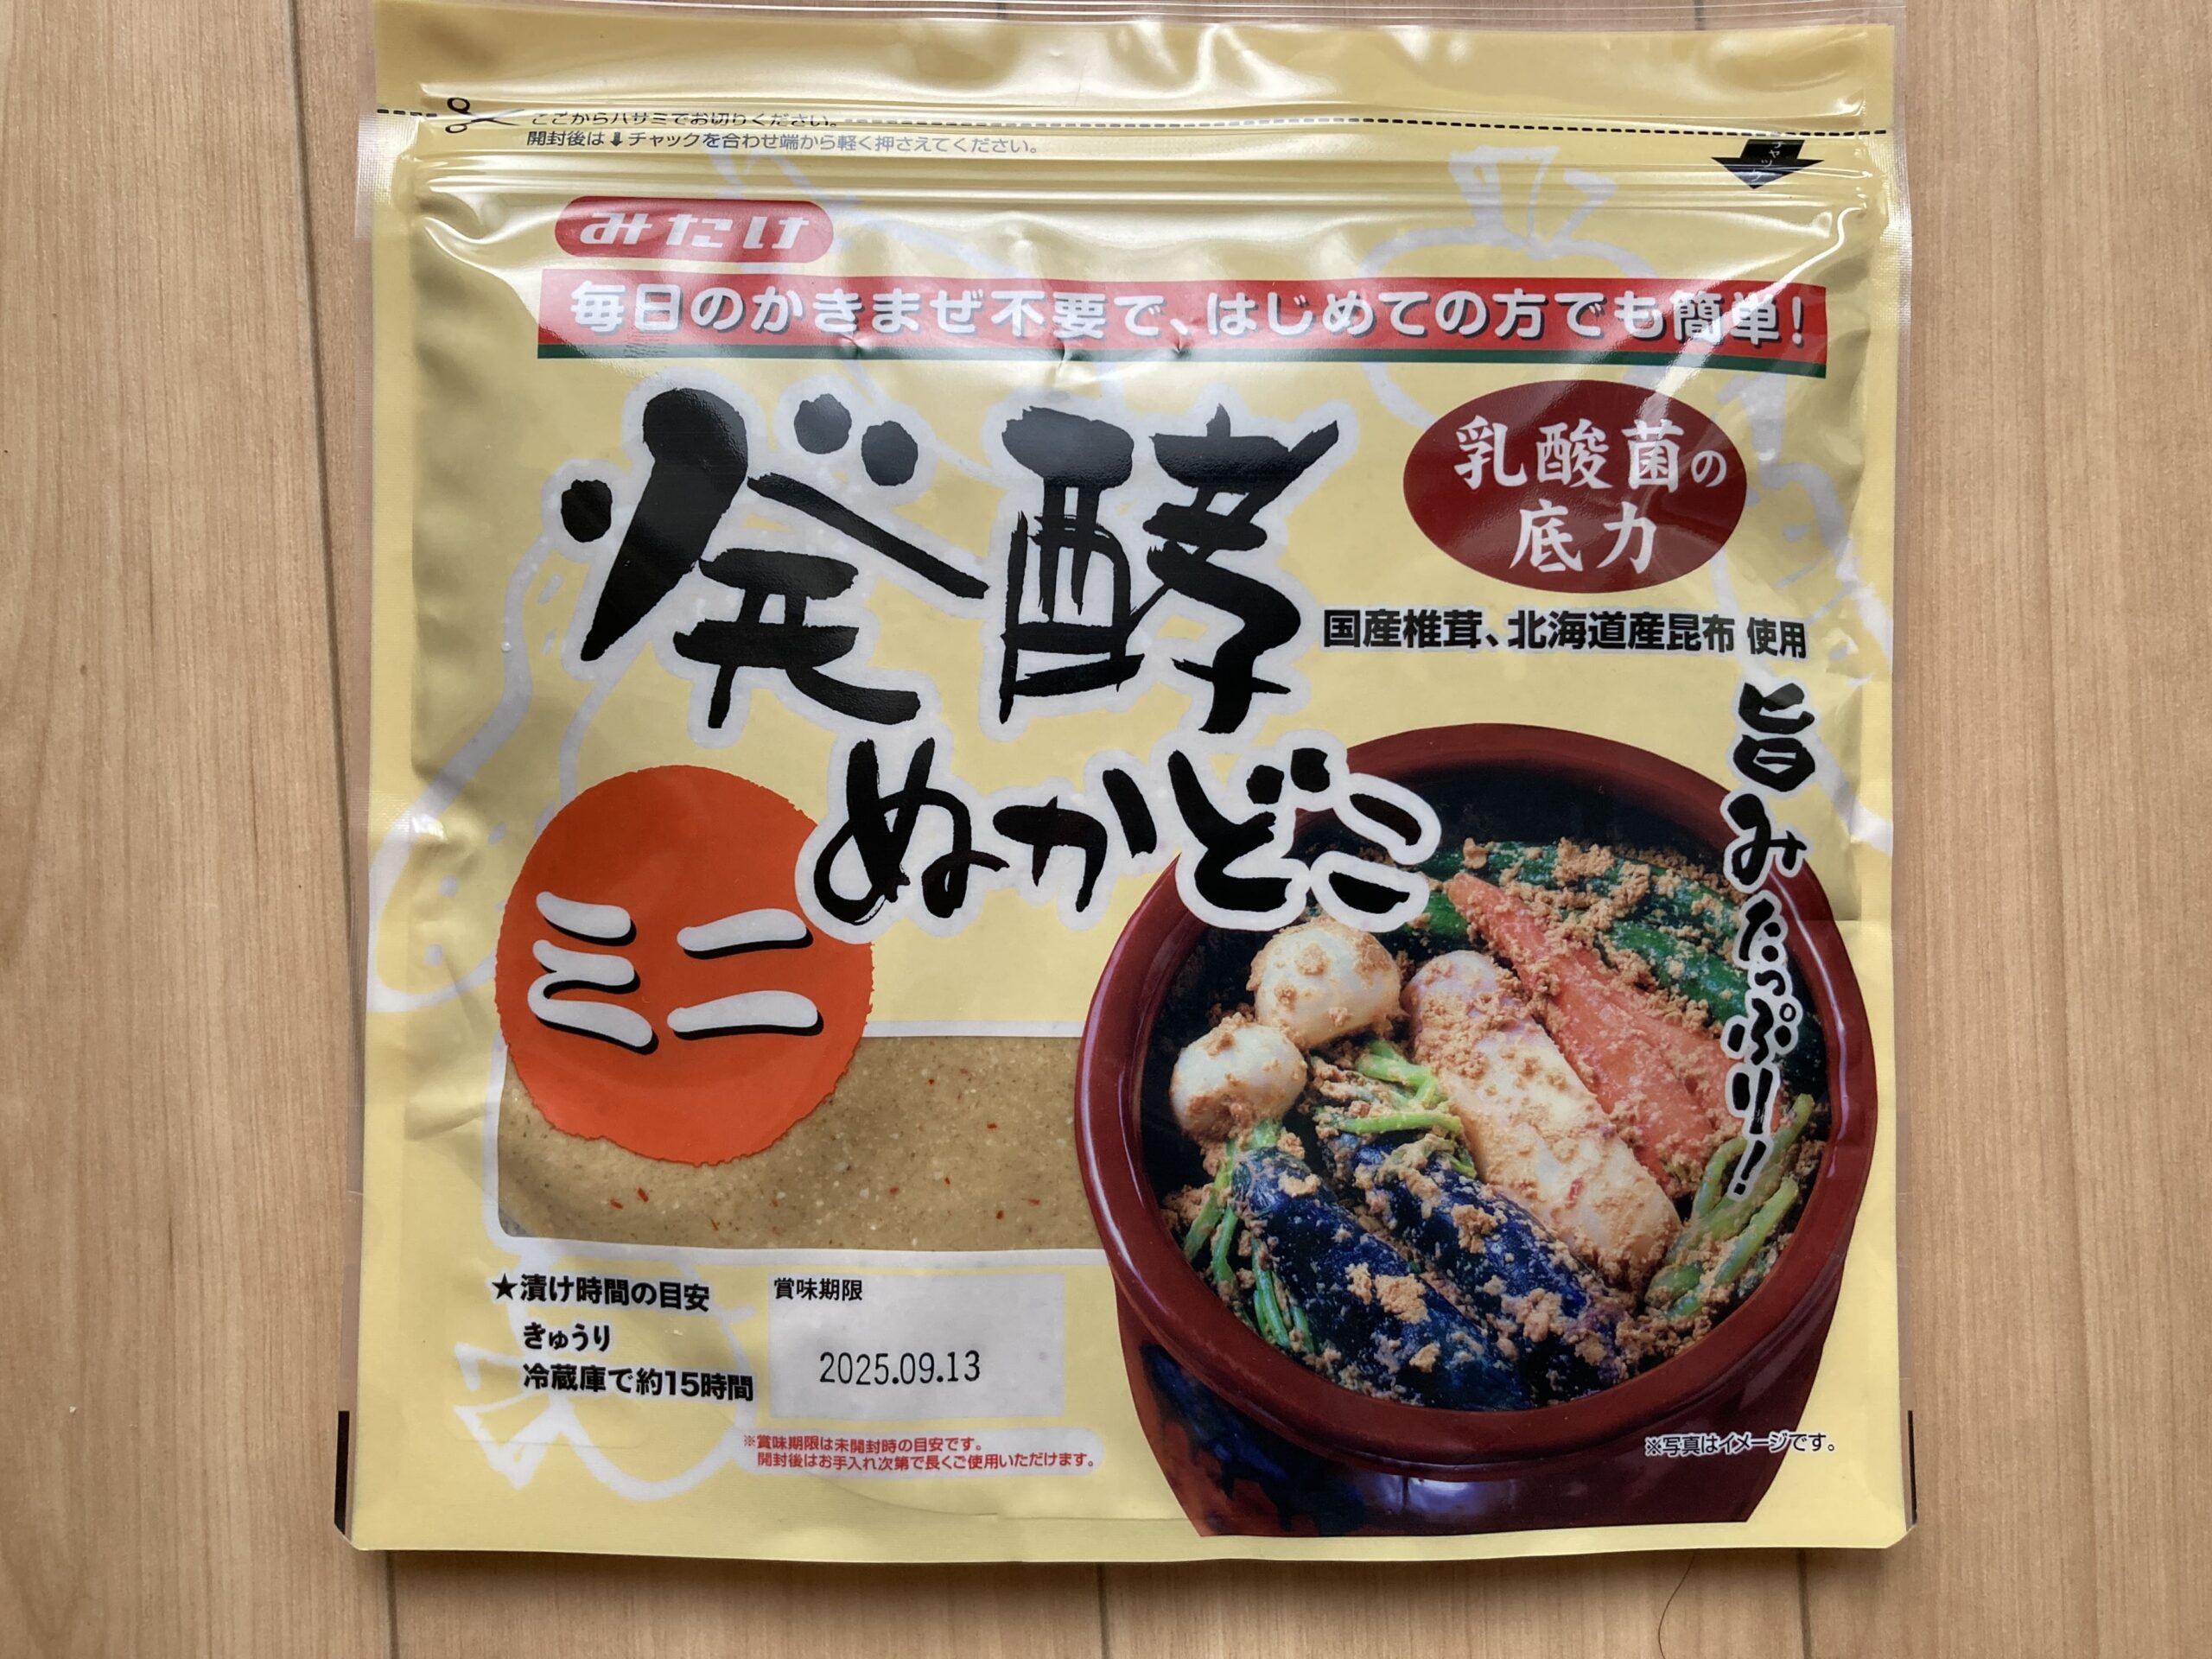 ここからハサミでお切りください。
開封後は⬇チャックを合わせ端から軽く押さえてください。
チャック
みたけ
毎日のかきまぜ不要で、はじめての方でも簡単!
発酵
ぬかどこ
ミニ
乳酸菌の
底力
国産椎茸、北海道産昆布 使用
旨みたっぷり!
★漬け時間の目安
きゅうり
冷蔵庫で約15時間
賞味期限
2025.09.13
※賞味期限は未開封時の目安です。
開封後はお手入れ次第で長くご使用いただけます。
※写真はイメージです。